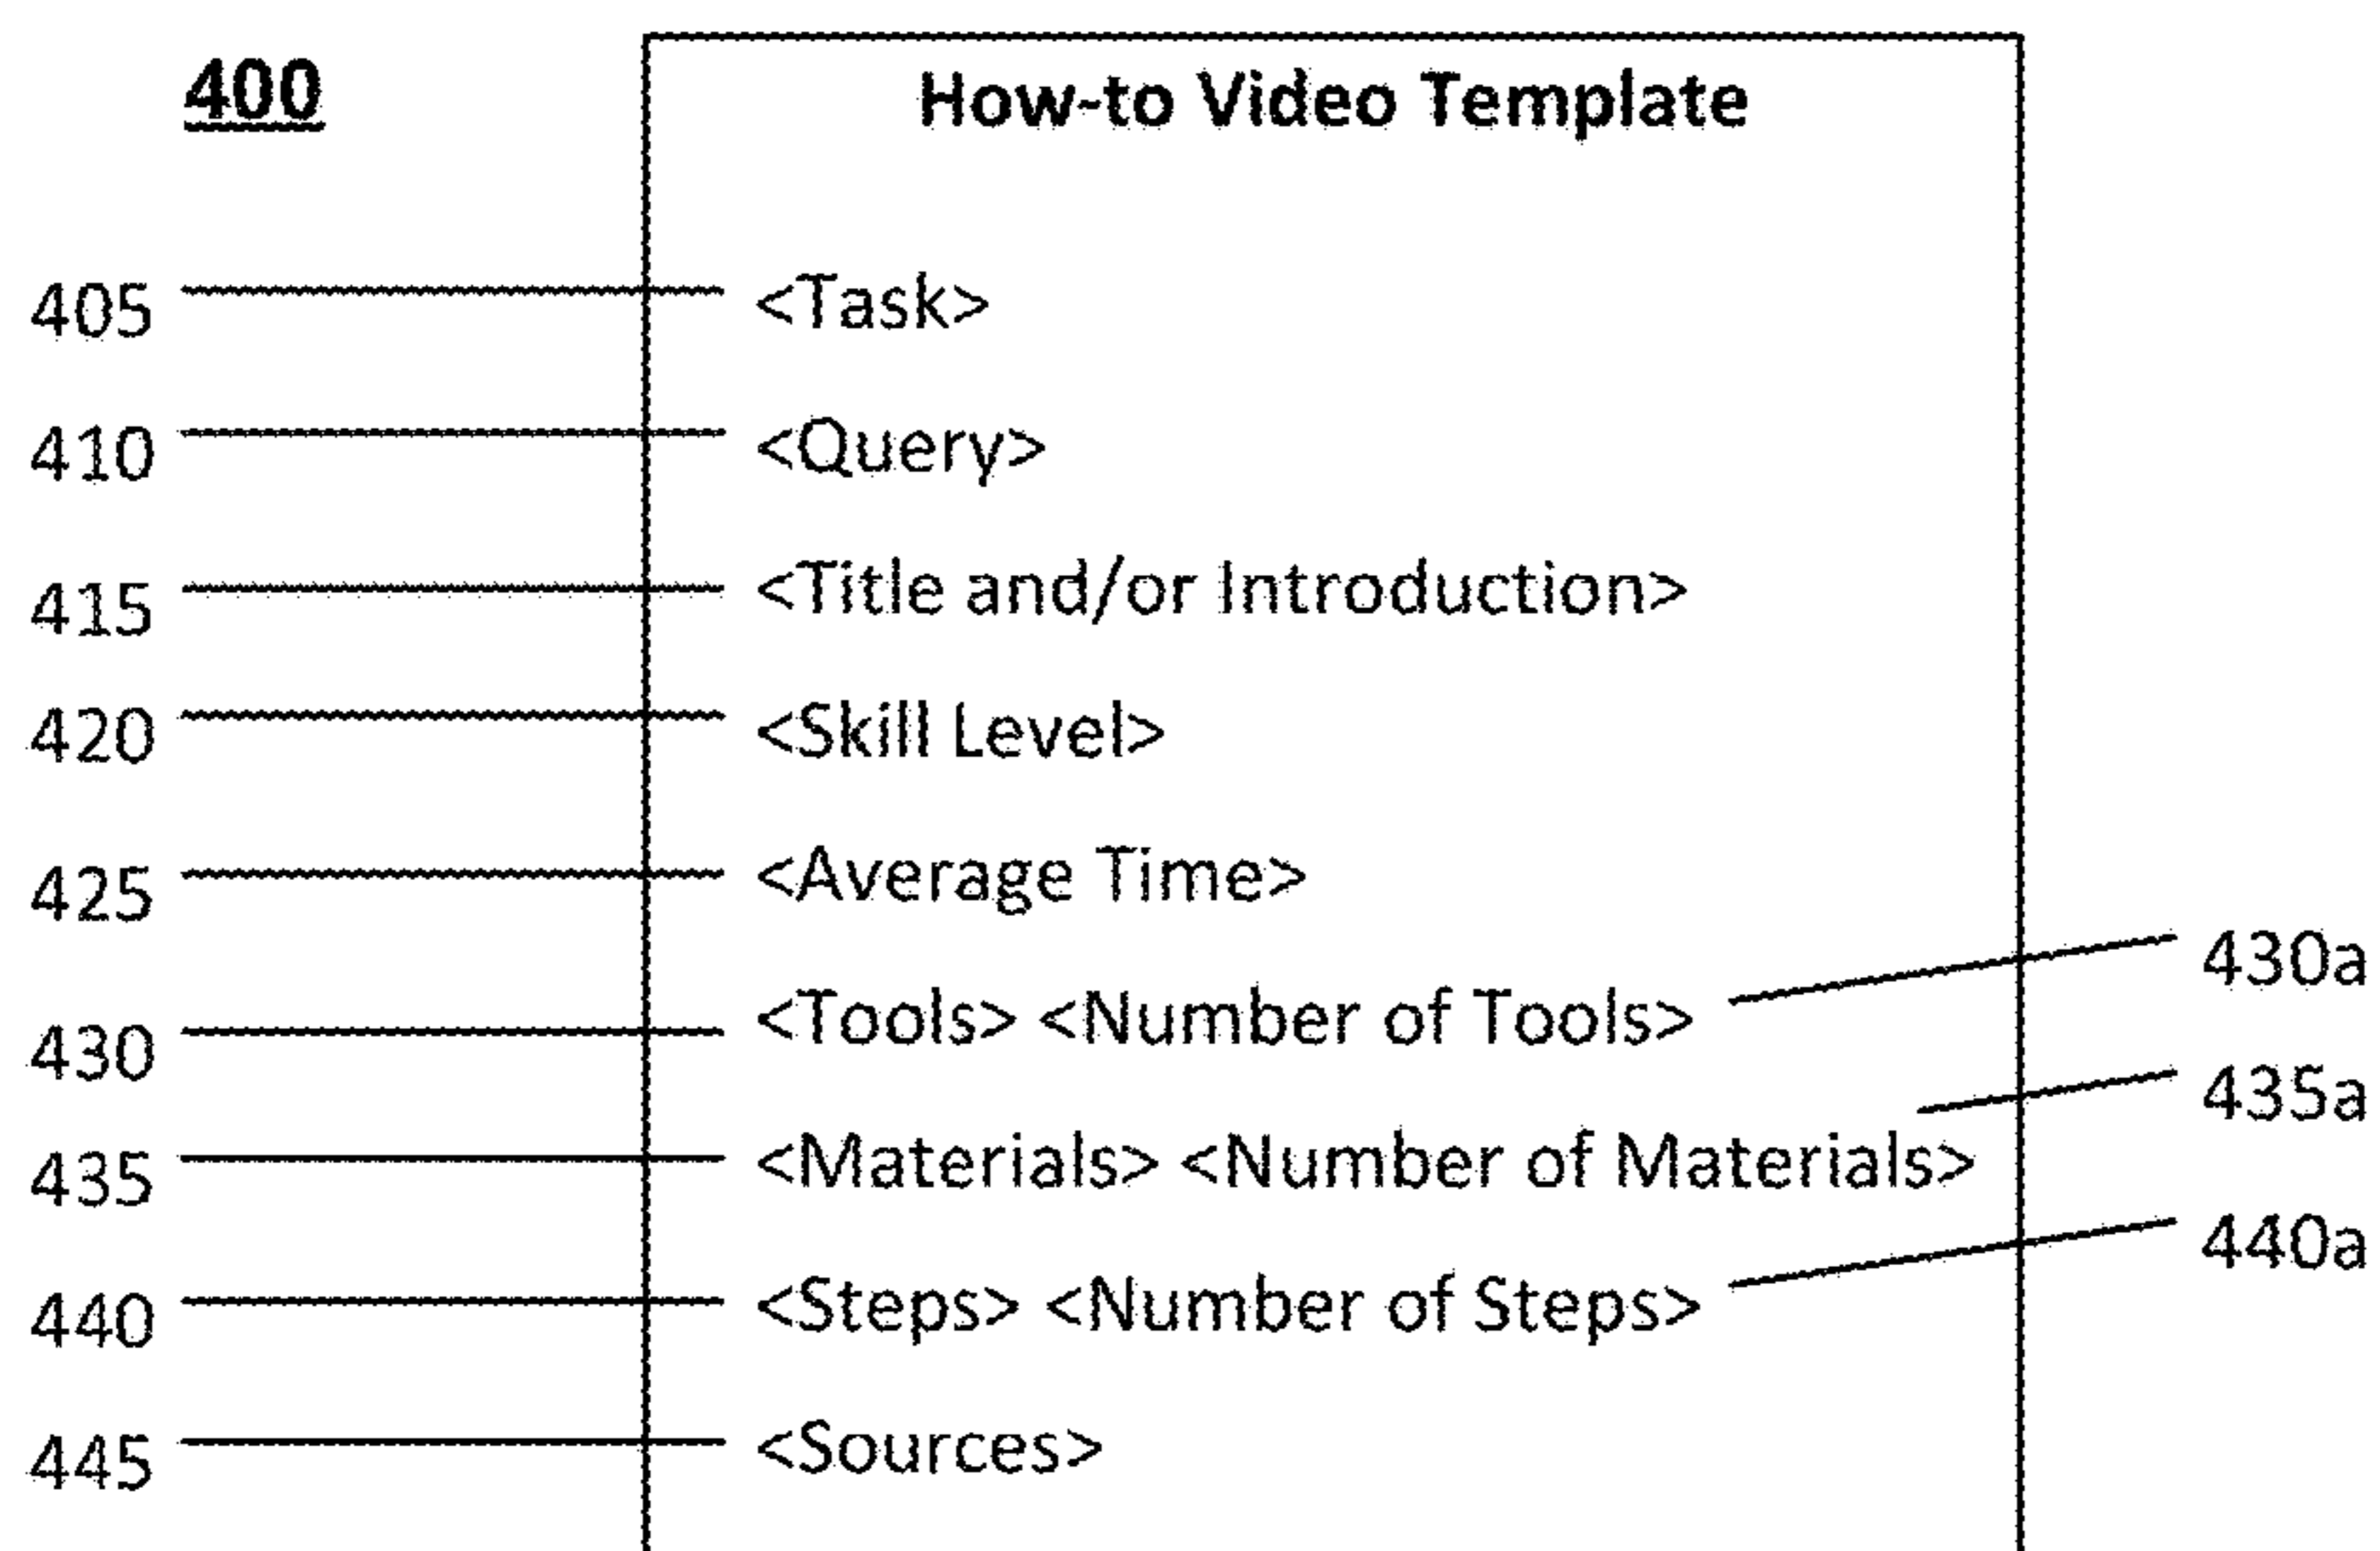 400 How-to Video Template
405 <Task>
410 <Query>
415 <Title and/or Introduction>
420 <Skill Level>
425 <Average Time>
430 <Tools> <Number of Tools> 430a
435 <Materials> <Number of Materials> 435a
440 <Steps> <Number of Steps> 440a
445 <Sources>